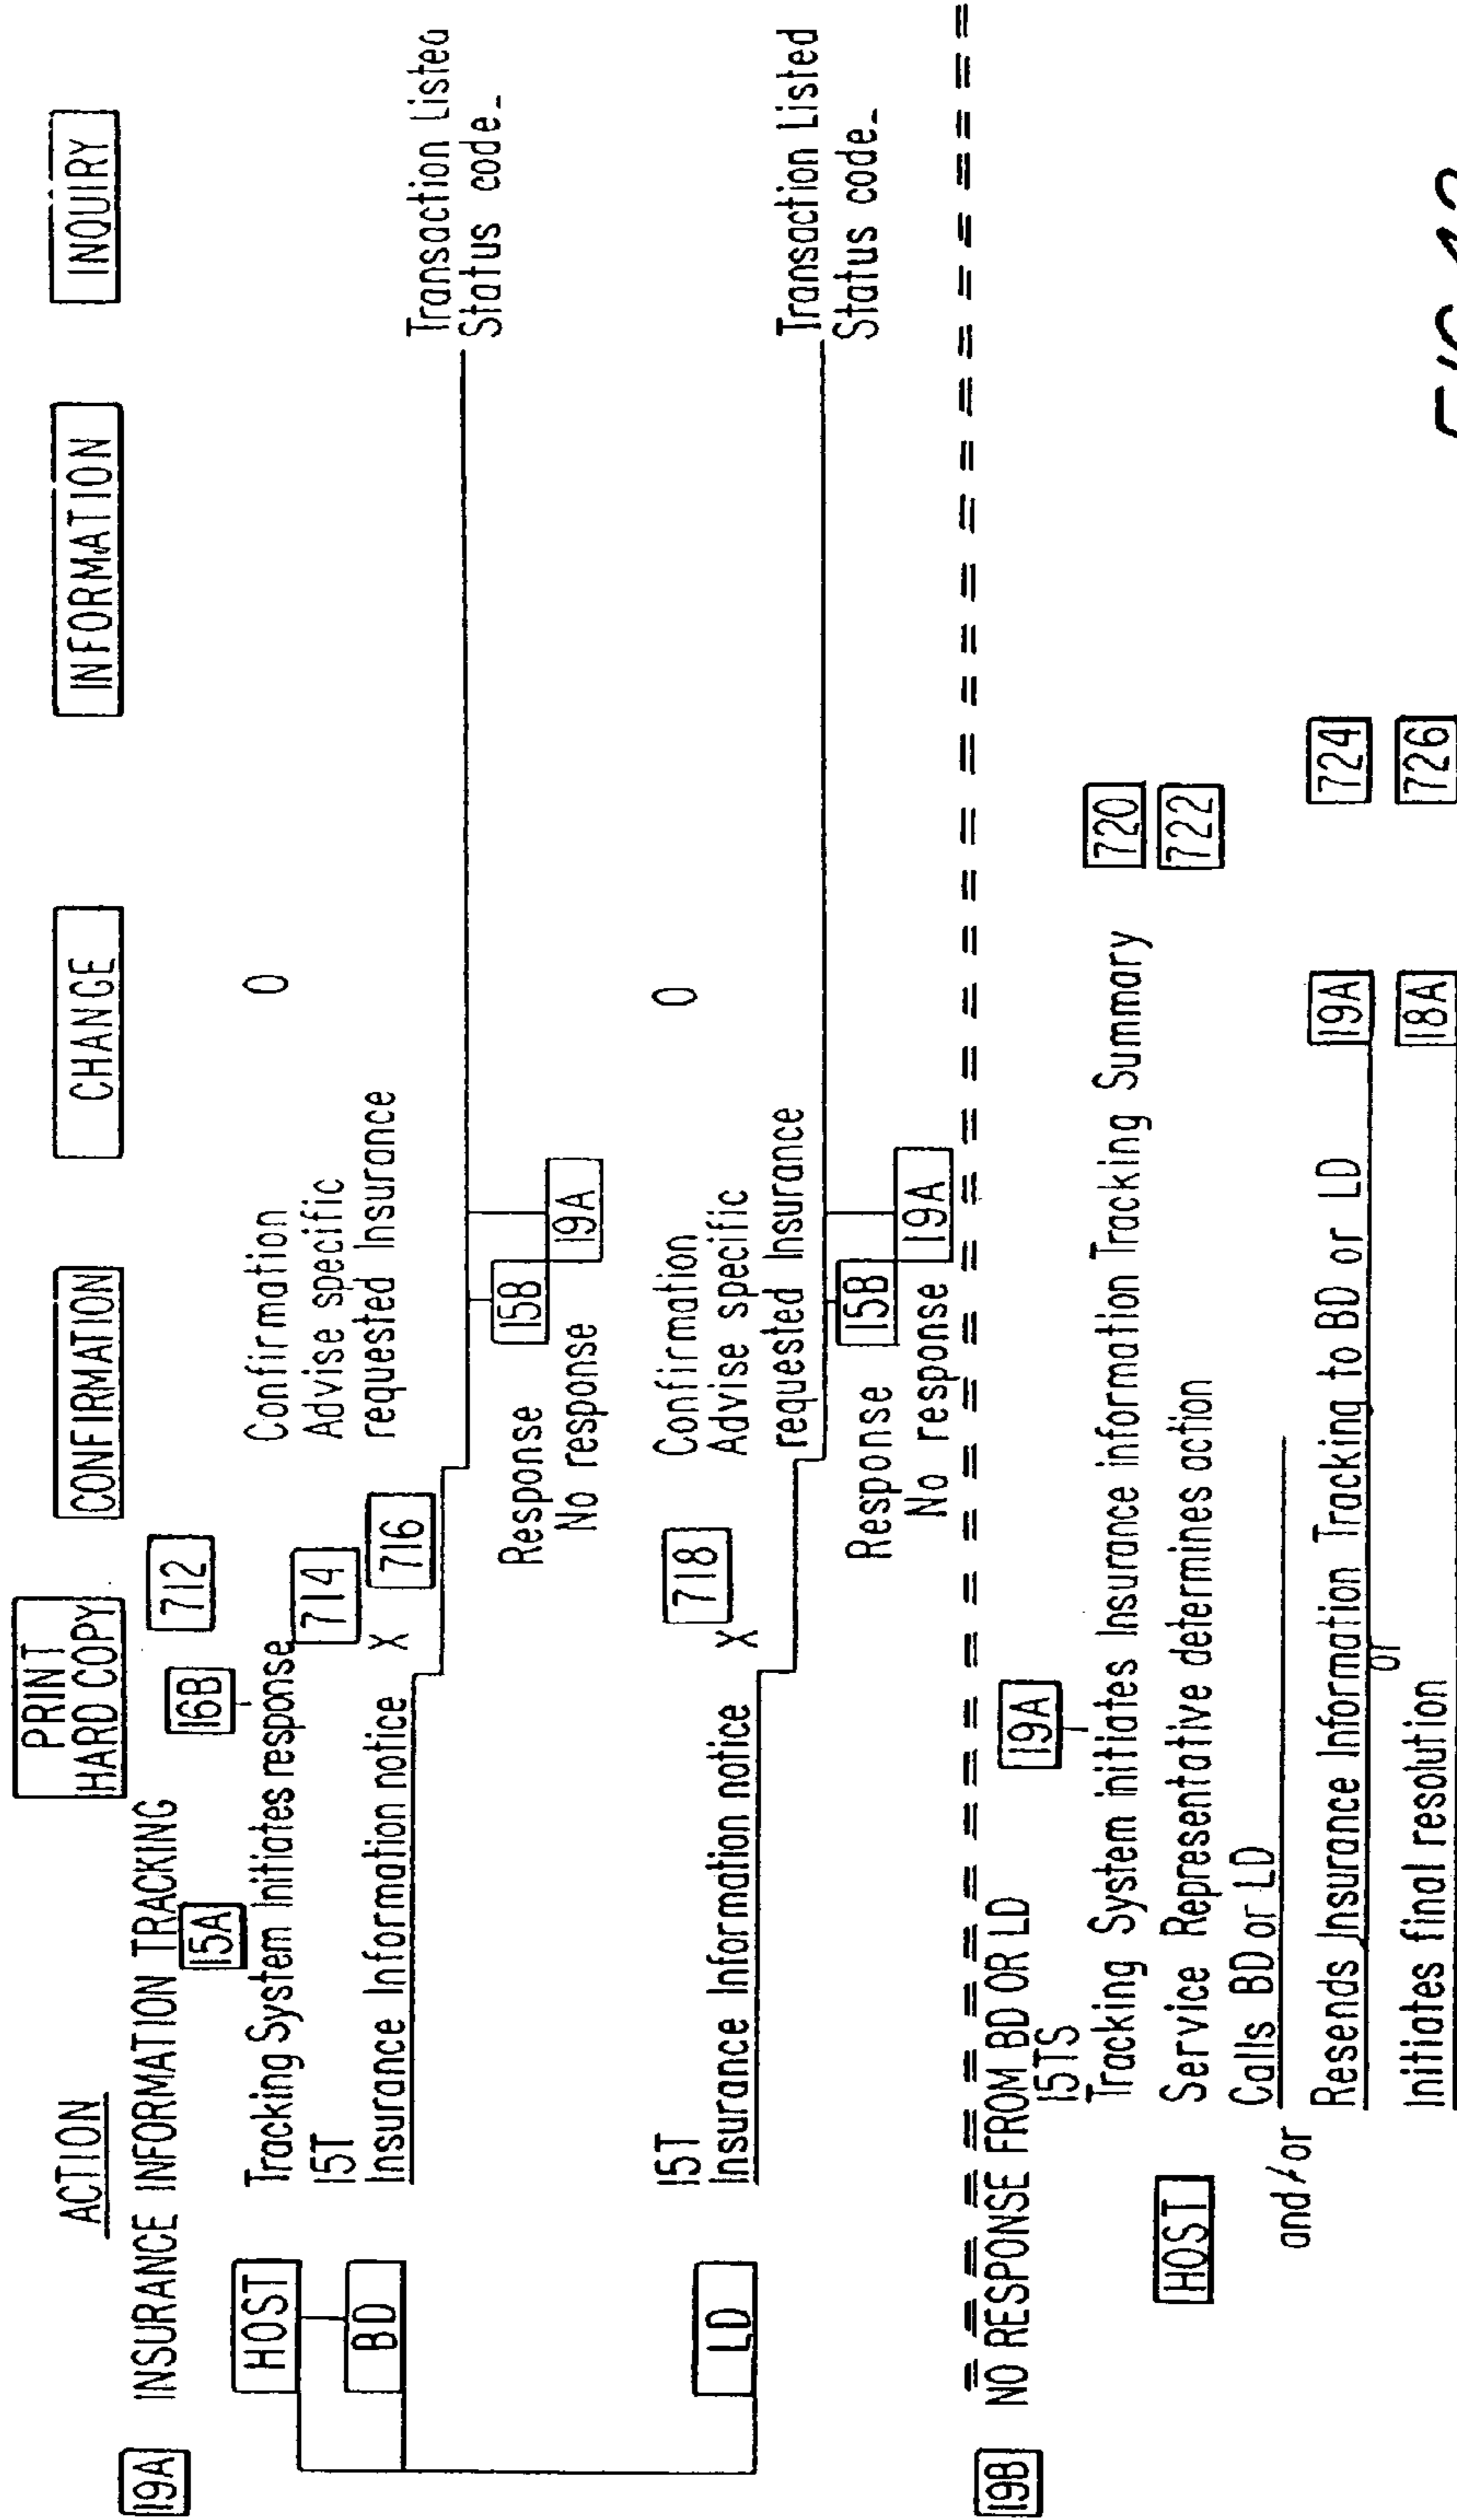 ACTION
PRINT
HARD COPY
CONFIRMATION
CHANGE
INFORMATION
INQUIRY
19A INSURANCE INFORMATION TRACKING
15A
16B
712
HOST
Tracking System Initiates response
714
Confirmation
O
15T
Advise specific
BD
Insurance Information notice
X
716
requested Insurance
Transaction Listed
Status code
Response
15B
No response
19A
15T
Confirmation
O
LD
Insurance Information notice
X
718
Advise specific
requested Insurance
Transaction Listed
Status code
Response
15B
No response
19A
19B NO RESPONSE FROM BD OR LD
15TS
19A
Tracking System initiates Insurance information Tracking Summary
720
HOST
Service Representative determines action
722
Calls BD or LD
and/or
Resends Insurance Information Tracking to BD or LD
19A
724
or
Initiates final resolution
18A
726